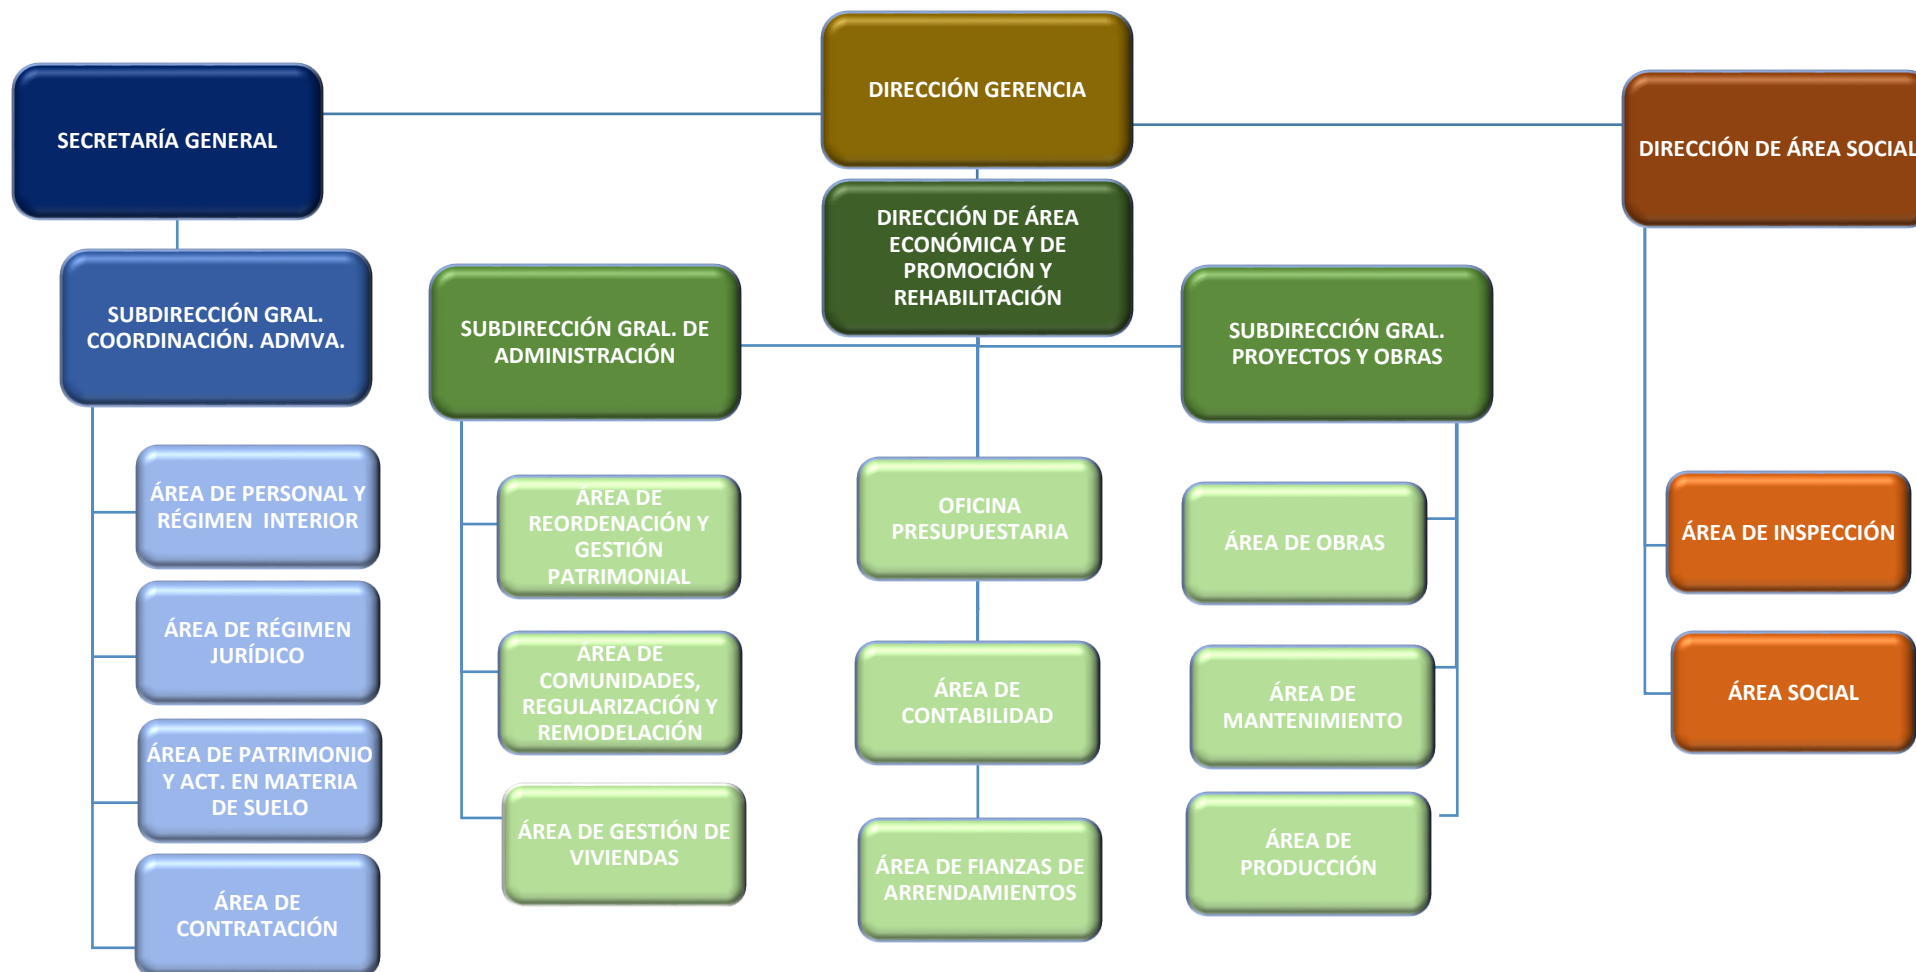 DIRECCIÓN GERENCIA
SECRETARÍA GENERAL
DIRECCIÓN DE ÁREA SOCIAL
DIRECCIÓN DE ÁREA
ECONÓMICA Y DE
PROMOCIÓN Y
REHABILITACIÓN
SUBDIRECCIÓN GRAL.
COORDINACIÓN. ADMVA.
SUBDIRECCIÓN GRAL. DE
ADMINISTRACIÓN
SUBDIRECCIÓN GRAL.
PROYECTOS Y OBRAS
ÁREA DE PERSONAL Y
RÉGIMEN INTERIOR
ÁREA DE RÉGIMEN
JURÍDICO
ÁREA DE PATRIMONIO
Y ACT. EN MATERIA
DE SUELO
ÁREA DE
CONTRATACIÓN
ÁREA DE
REORDENACIÓN Y
GESTIÓN
PATRIMONIAL
ÁREA DE
COMUNIDADES,
REGULARIZACIÓN Y
REMODELACIÓN
ÁREA DE GESTIÓN DE
VIVIENDAS
OFICINA
PRESUPUESTARIA
ÁREA DE
CONTABILIDAD
ÁREA DE FIANZAS DE
ARRENDAMIENTOS
ÁREA DE OBRAS
ÁREA DE
MANTENIMIENTO
ÁREA DE
PRODUCCIÓN
ÁREA DE INSPECCIÓN
ÁREA SOCIAL